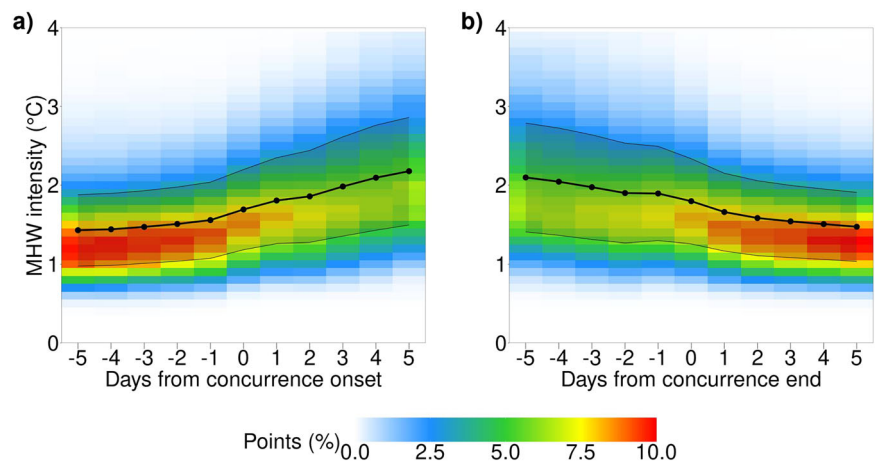 a)
b)
MHW intensity (°C)
4
3
2
1
0
-5 -4 -3 -2 -1 0 1 2 3 4 5
Days from concurrence onset
4
3
2
1
0
-5 -4 -3 -2 -1 0 1 2 3 4 5
Days from concurrence end
Points (%)
0.0 2.5 5.0 7.5 10.0